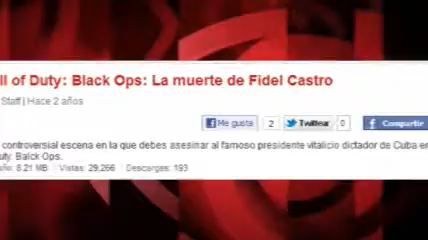 ll of Duty: Black Ops: La muerte de Fidel Castro
Staff | Hace 2 años
Me gusta 2 Twittear 0 Compartir
controversial escena en la que debes asesinar al famoso presidente vitalicio dictador de Cuba en
uty: Balck Ops.
año: 8.21 MB Vistas: 29,266 Descargas: 193